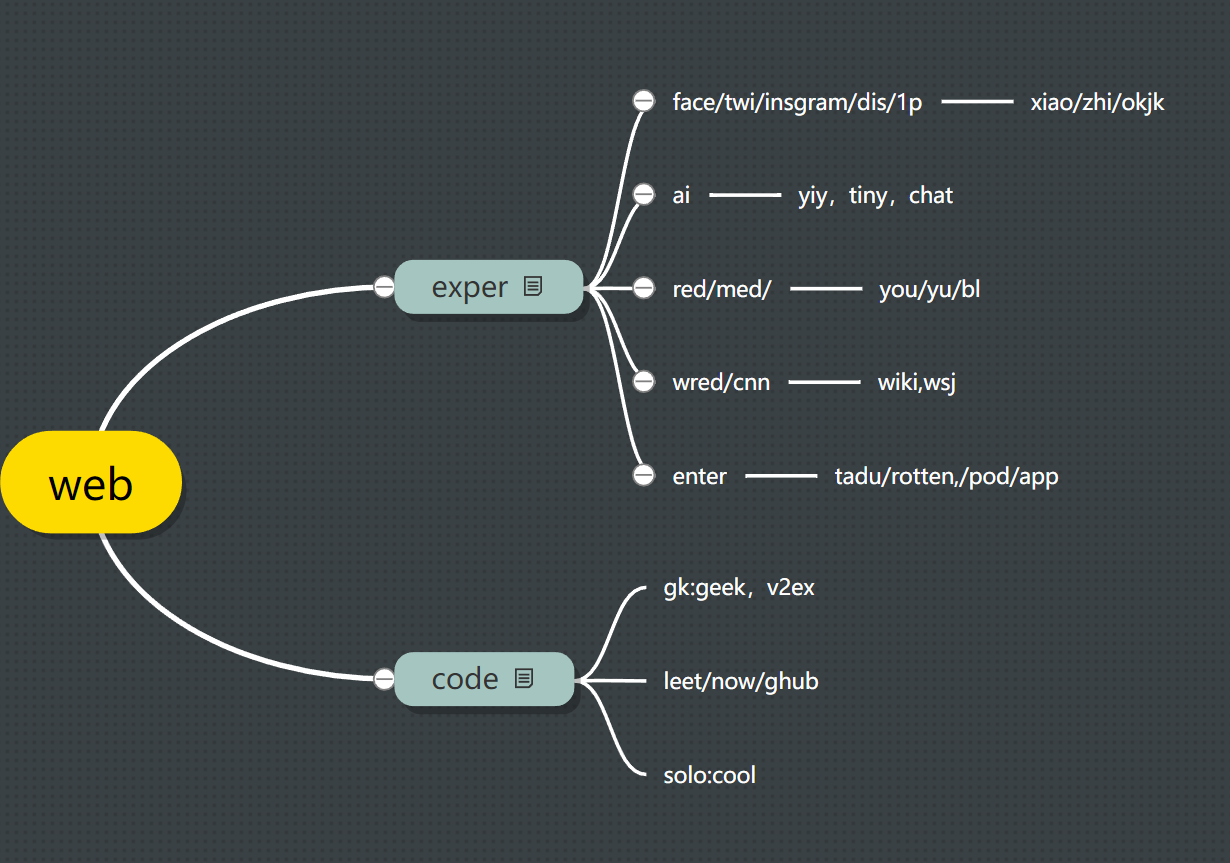 face/twi/insgram/dis/1p
xiao/zhi/okjk
ai
yiy，tiny，chat
exper
red/med/
you/yu/bl
wred/cnn
wiki,wsj
web
enter
tadu/rotten,/pod/app
gk:geek，v2ex
code
leet/now/ghub
solo:cool